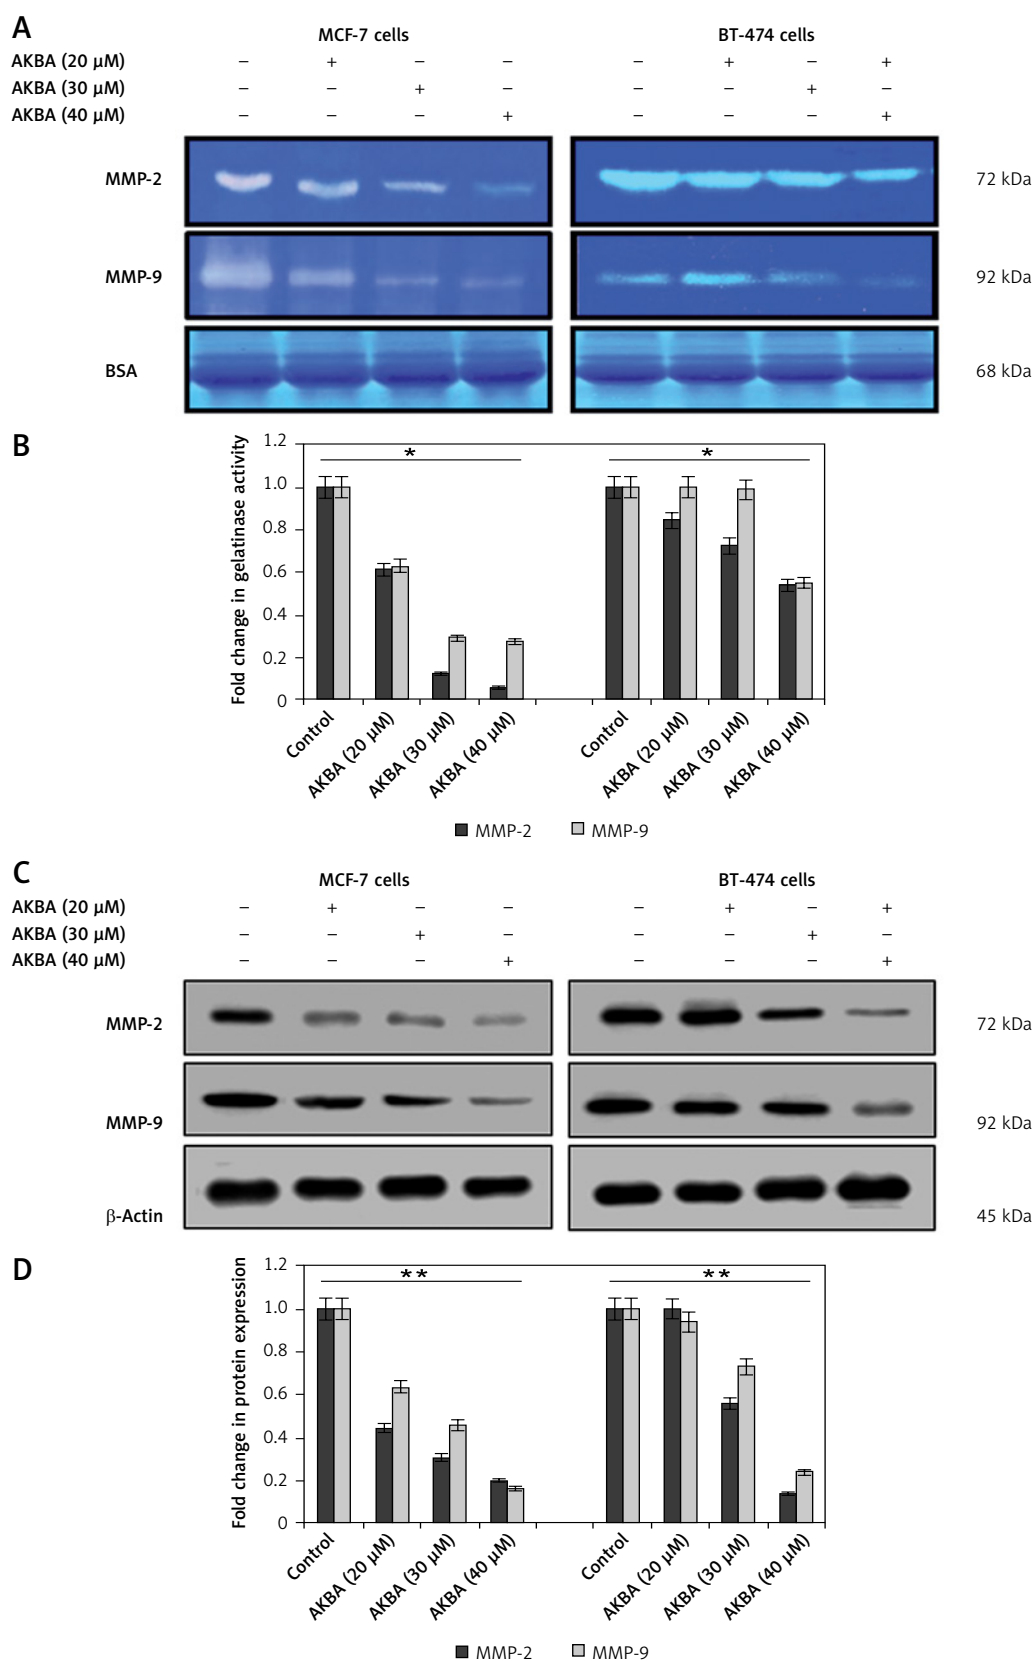 A
MCF-7 cells BT-474 cells
AKBA (20 μM) – + – – – + – +
AKBA (30 μM) – – + – – – + –
AKBA (40 μM) – – – + – – – +
MMP-2 72 kDa
MMP-9 92 kDa
BSA 68 kDa
B
Fold change in gelatinase activity
1.2
1.0
0.8
0.6
0.4
0.2
0
* *
Control AKBA (20 μM) AKBA (30 μM) AKBA (40 μM) Control AKBA (20 μM) AKBA (30 μM) AKBA (40 μM)
MMP-2 MMP-9
C
MCF-7 cells BT-474 cells
AKBA (20 μM) – + – – – + – +
AKBA (30 μM) – – + – – – + –
AKBA (40 μM) – – – + – – – +
MMP-2 72 kDa
MMP-9 92 kDa
β-Actin 45 kDa
D
Fold change in protein expression
1.2
1.0
0.8
0.6
0.4
0.2
0
** **
Control AKBA (20 μM) AKBA (30 μM) AKBA (40 μM) Control AKBA (20 μM) AKBA (30 μM) AKBA (40 μM)
MMP-2 MMP-9